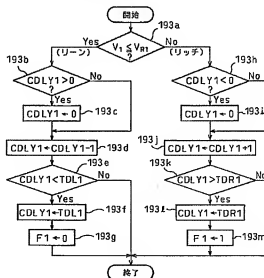 開始
193a
V₁≦VR₁
?
Yes
(リーン)
No
(リッチ)
193b
CDLY1>0
?
No
Yes
CDLY1←0
193c
CDLY1←CDLY1-1
193d
193e
CDLY1<TDL1
?
No
Yes
CDLY1←TDL1
193f
F1←0
193g
193h
CDLY1<0
?
No
Yes
CDLY1←0
193i
193j
CDLY1←CDLY1+1
193k
CDLY1>TDR1
?
No
Yes
193ℓ
CDLY1←TDR1
F1←1
193m
終了